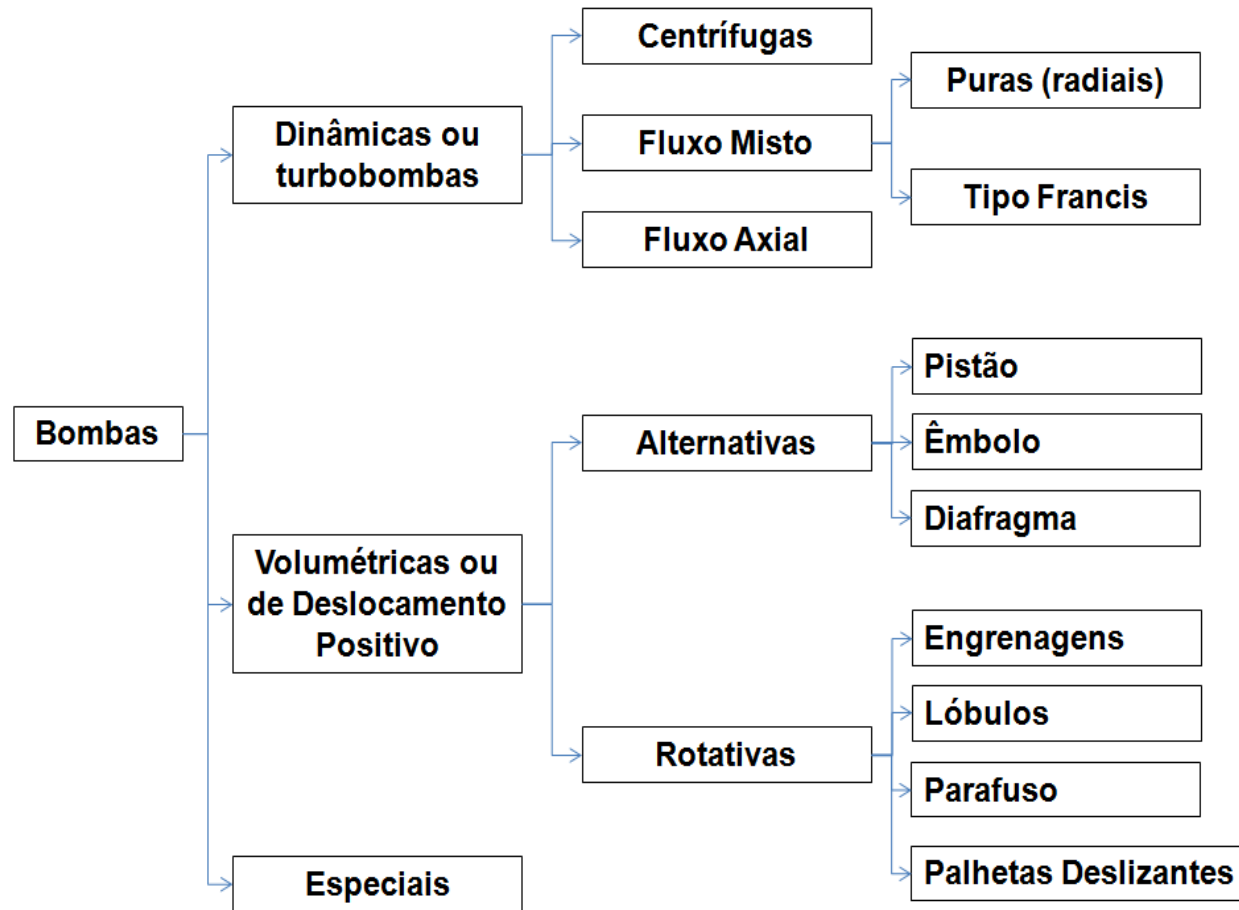 Bombas
Dinâmicas ou
turbobombas
Centrífugas
Fluxo Misto
Puras (radiais)
Tipo Francis
Fluxo Axial
Volumétricas ou
de Deslocamento
Positivo
Alternativas
Pistão
Êmbolo
Diafragma
Rotativas
Engrenagens
Lóbulos
Parafuso
Palhetas Deslizantes
Especiais